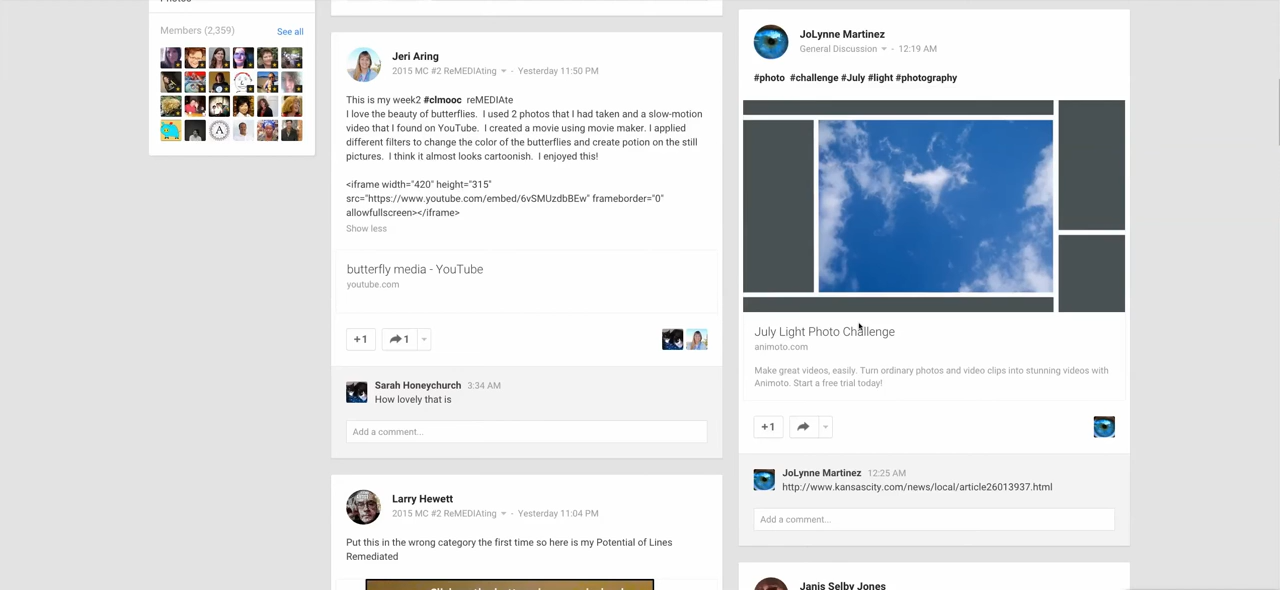 Members (2,359)
See all
Jeri Aring
2015 MC #2 ReMEDIAting - Yesterday 11:50 PM
This is my week2 #clmooc reMEDIAte
I love the beauty of butterflies. I used 2 photos that I had taken and a slow-motion
video that I found on YouTube. I created a movie using movie maker. I applied
different filters to change the color of the butterflies and create potion on the still
pictures. I think it almost looks cartoonish. I enjoyed this!
<iframe width="420" height="315"
src="https://www.youtube.com/embed/6vSMUzdbBEw" frameborder="0"
allowfullscreen></iframe>
Show less
butterfly media - YouTube
youtube.com
+1
1
Sarah Honeychurch 3:34 AM
How lovely that is
Add a comment...
Larry Hewett
2015 MC #2 ReMEDIAting - Yesterday 11:04 PM
Put this in the wrong category the first time so here is my Potential of Lines
Remediated
JoLynne Martinez
General Discussion - 12:19 AM
#photo #challenge #July #light #photography
July Light Photo Challenge
animoto.com
Make great videos, easily. Turn ordinary photos and video clips into stunning videos with
Animoto. Start a free trial today!
+1
JoLynne Martinez 12:25 AM
http://www.kansascity.com/news/local/article26013937.html
Add a comment...
Janis Selby Jones